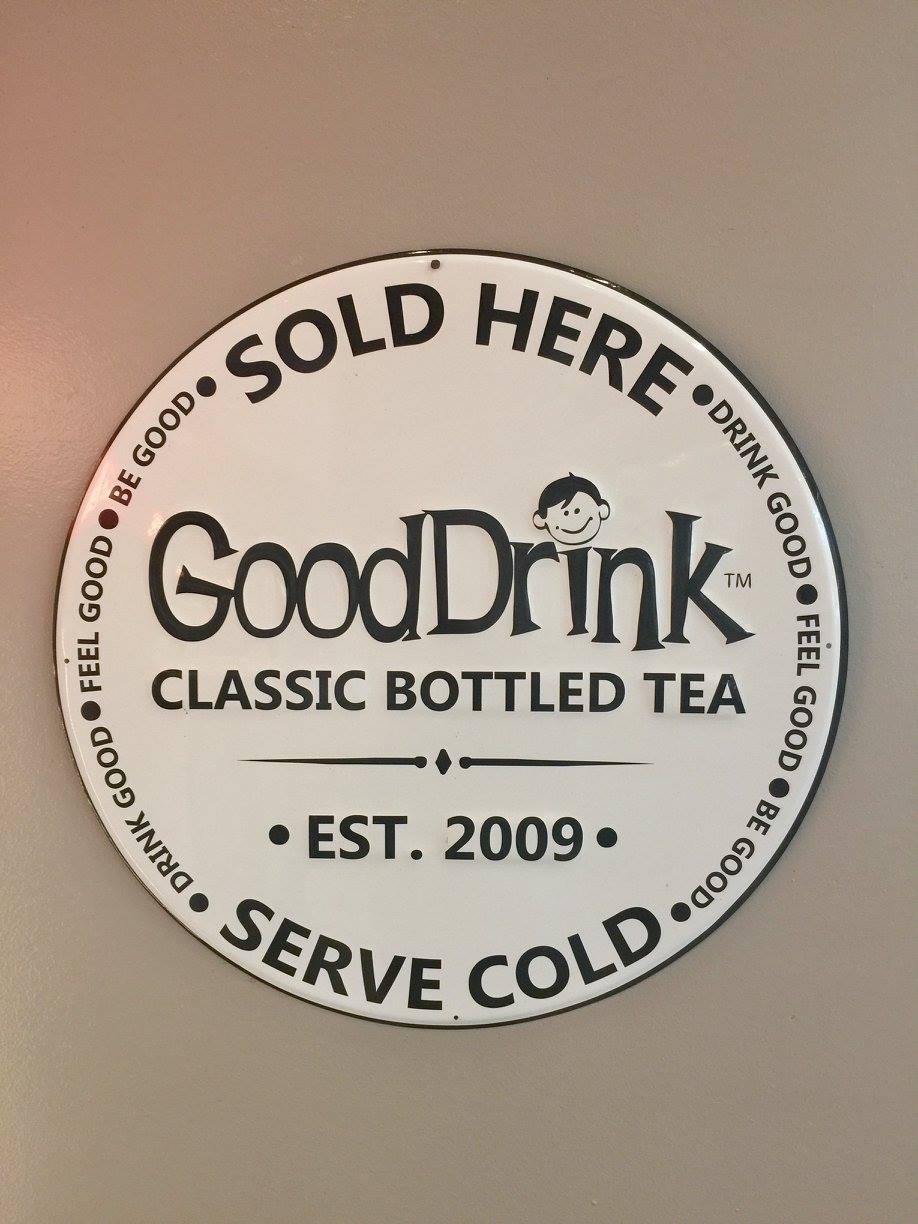 SOLD HERE
• DRINK GOOD • FEEL GOOD • BE GOOD •
GoodDrink™
CLASSIC BOTTLED TEA
• EST. 2009 •
SERVE COLD
• DRINK GOOD • FEEL GOOD • BE GOOD •